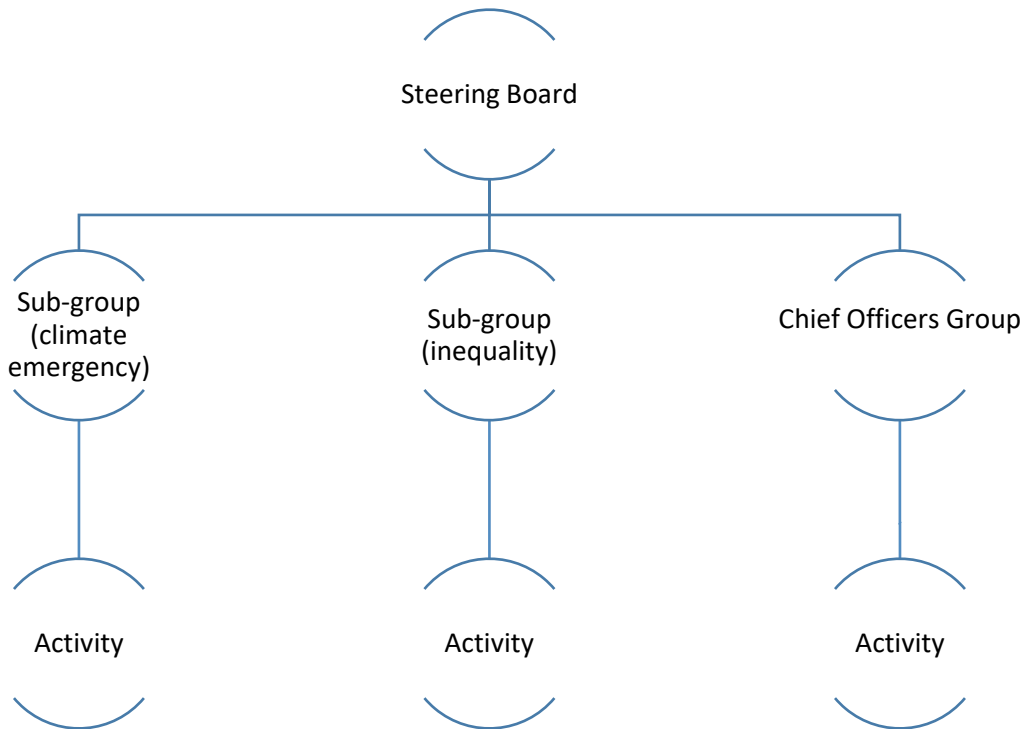 Steering Board
Sub-group
(climate
emergency)
Sub-group
(inequality)
Chief Officers Group
Activity
Activity
Activity